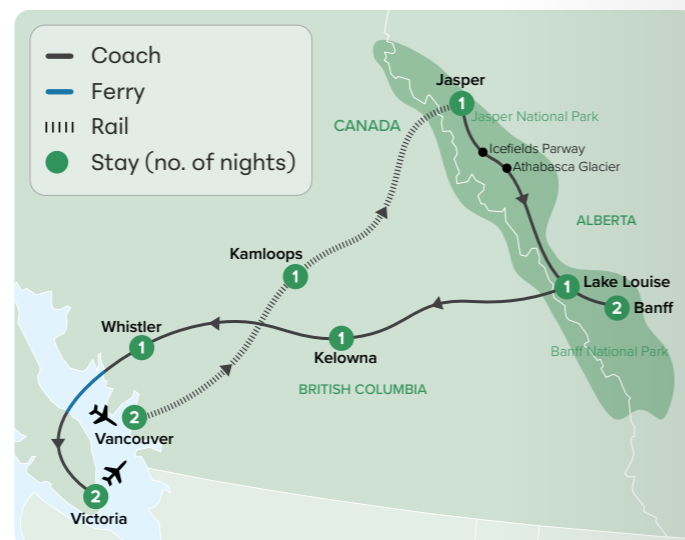 Coach
Ferry
Rail
Stay (no. of nights)
Jasper
1
Jasper National Park
CANADA
Icefields Parway
Athabasca Glacier
ALBERTA
Kamloops
1
Lake Louise
1
Banff
2
Whistler
1
Kelowna
1
Banff National Park
BRITISH COLUMBIA
2
Vancouver
2
Victoria